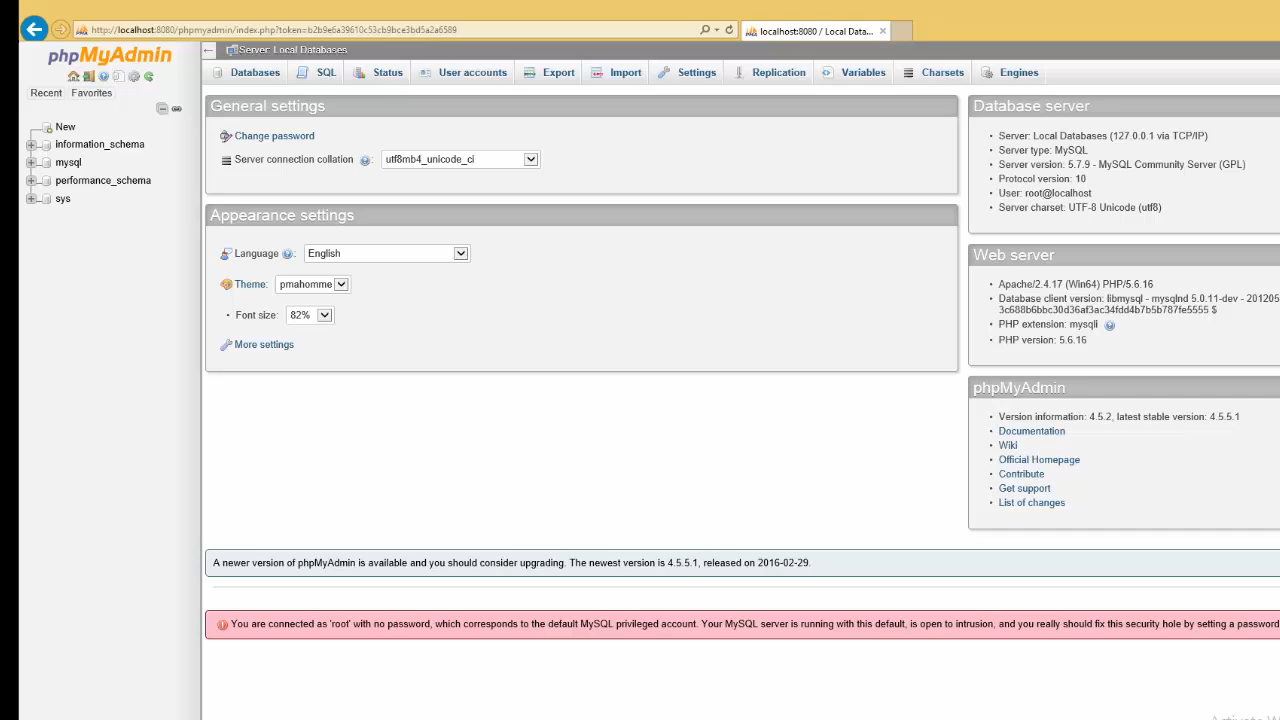 http://localhost:8080/phpmyadmin/index.php?token=b2b9e6a39610c53cb9bce3bd5a2a6589
localhost:8080 / Local Data...
phpMyAdmin
Recent Favorites
New
information_schema
mysql
performance_schema
sys
Server: Local Databases
Databases SQL Status User accounts Export Import Settings Replication Variables Charsets Engines
General settings
Change password
Server connection collation : utf8mb4_unicode_ci
Appearance settings
Language : English
Theme: pmahomme
Font size: 82%
More settings
Database server
Server: Local Databases (127.0.0.1 via TCP/IP)
Server type: MySQL
Server version: 5.7.9 - MySQL Community Server (GPL)
Protocol version: 10
User: root@localhost
Server charset: UTF-8 Unicode (utf8)
Web server
Apache/2.4.17 (Win64) PHP/5.6.16
Database client version: libmysql - mysqlnd 5.0.11-dev - 201205
3c688b6bbc30d36af3ac34fdd4b7b5b787fe5555 $
PHP extension: mysqli
PHP version: 5.6.16
phpMyAdmin
Version information: 4.5.2, latest stable version: 4.5.5.1
Documentation
Wiki
Official Homepage
Contribute
Get support
List of changes
A newer version of phpMyAdmin is available and you should consider upgrading. The newest version is 4.5.5.1, released on 2016-02-29.
You are connected as 'root' with no password, which corresponds to the default MySQL privileged account. Your MySQL server is running with this default, is open to intrusion, and you really should fix this security hole by setting a password